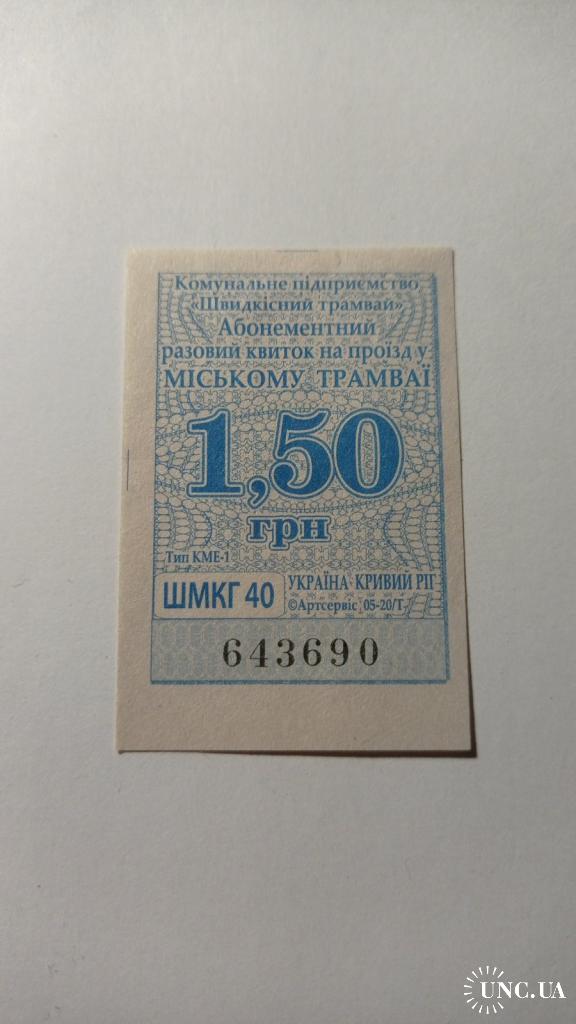 Комунальне підприємство
«Швидкісний трамвай»
Абонементний
разовий квиток на проїзд у
МІСЬКОМУ ТРАМВАЇ
1,50
грн
Тип КМЕ-1
ШМКГ 40
УКРАЇНА КРИВИЙ РІГ
©Артсервіс 05-20/Т
643690
UNC.UA